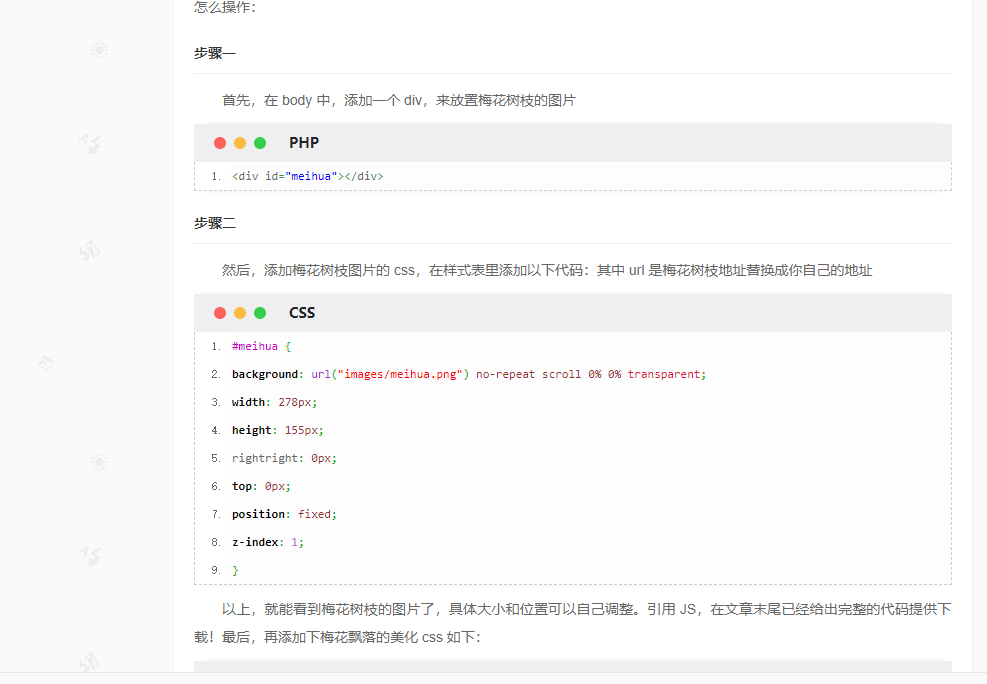 怎么操作：
步骤一
首先，在 body 中，添加一个 div，来放置梅花树枝的图片
PHP
1. <div id="meihua"></div>
步骤二
然后，添加梅花树枝图片的 css，在样式表里添加以下代码：其中 url 是梅花树枝地址替换成你自己的地址
CSS
1. #meihua {
2. background: url("images/meihua.png") no-repeat scroll 0% 0% transparent;
3. width: 278px;
4. height: 155px;
5. rightright: 0px;
6. top: 0px;
7. position: fixed;
8. z-index: 1;
9. }
以上，就能看到梅花树枝的图片了，具体大小和位置可以自己调整。引用 JS，在文章末尾已经给出完整的代码提供下
载！最后，再添加下梅花飘落的美化 css 如下：